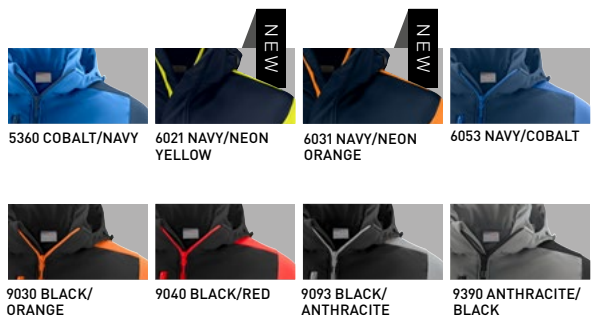 NEW
NEW
5360 COBALT/NAVY
6021 NAVY/NEON
YELLOW
6031 NAVY/NEON
ORANGE
6053 NAVY/COBALT
9030 BLACK/
ORANGE
9040 BLACK/RED
9093 BLACK/
ANTHRACITE
9390 ANTHRACITE/
BLACK